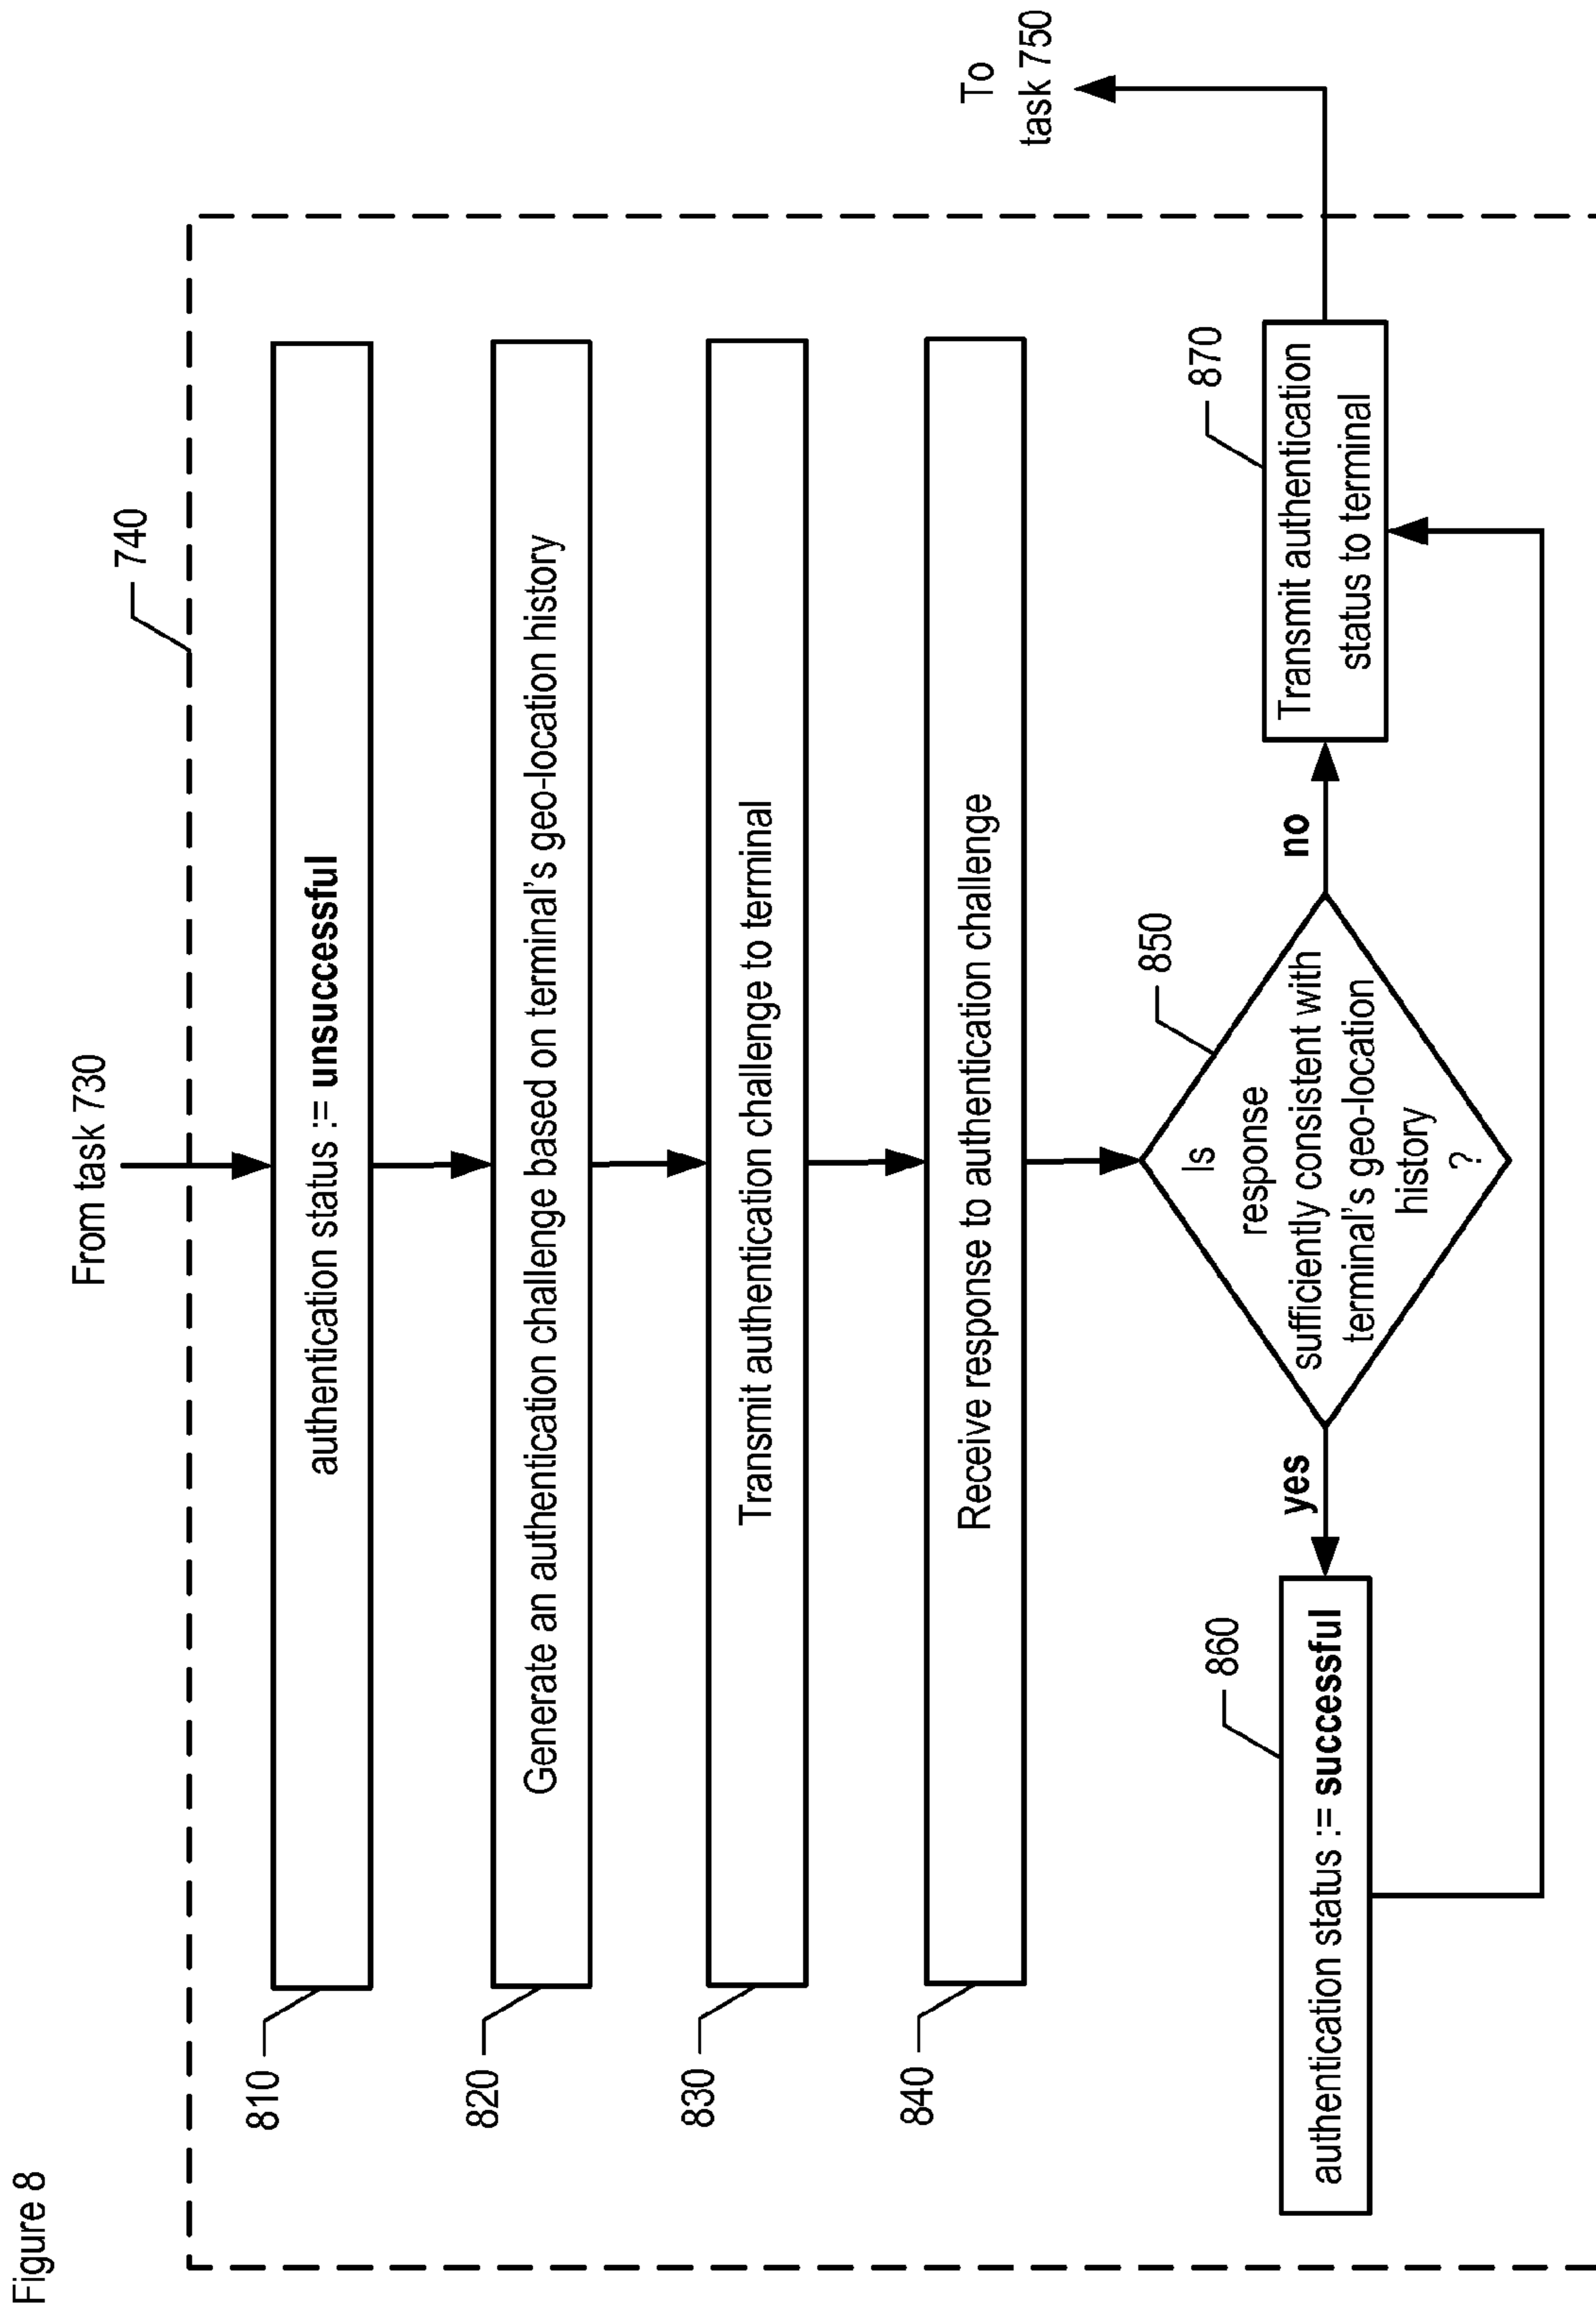 Figure 8
From task 730
740
810
authentication status := unsuccessful
820
Generate an authentication challenge based on terminal's geo-location history
830
Transmit authentication challenge to terminal
840
Receive response to authentication challenge
850
Is
response
sufficiently consistent with
terminal's geo-location
history
?
yes
no
860
authentication status := successful
870
Transmit authentication
status to terminal
To
task 750